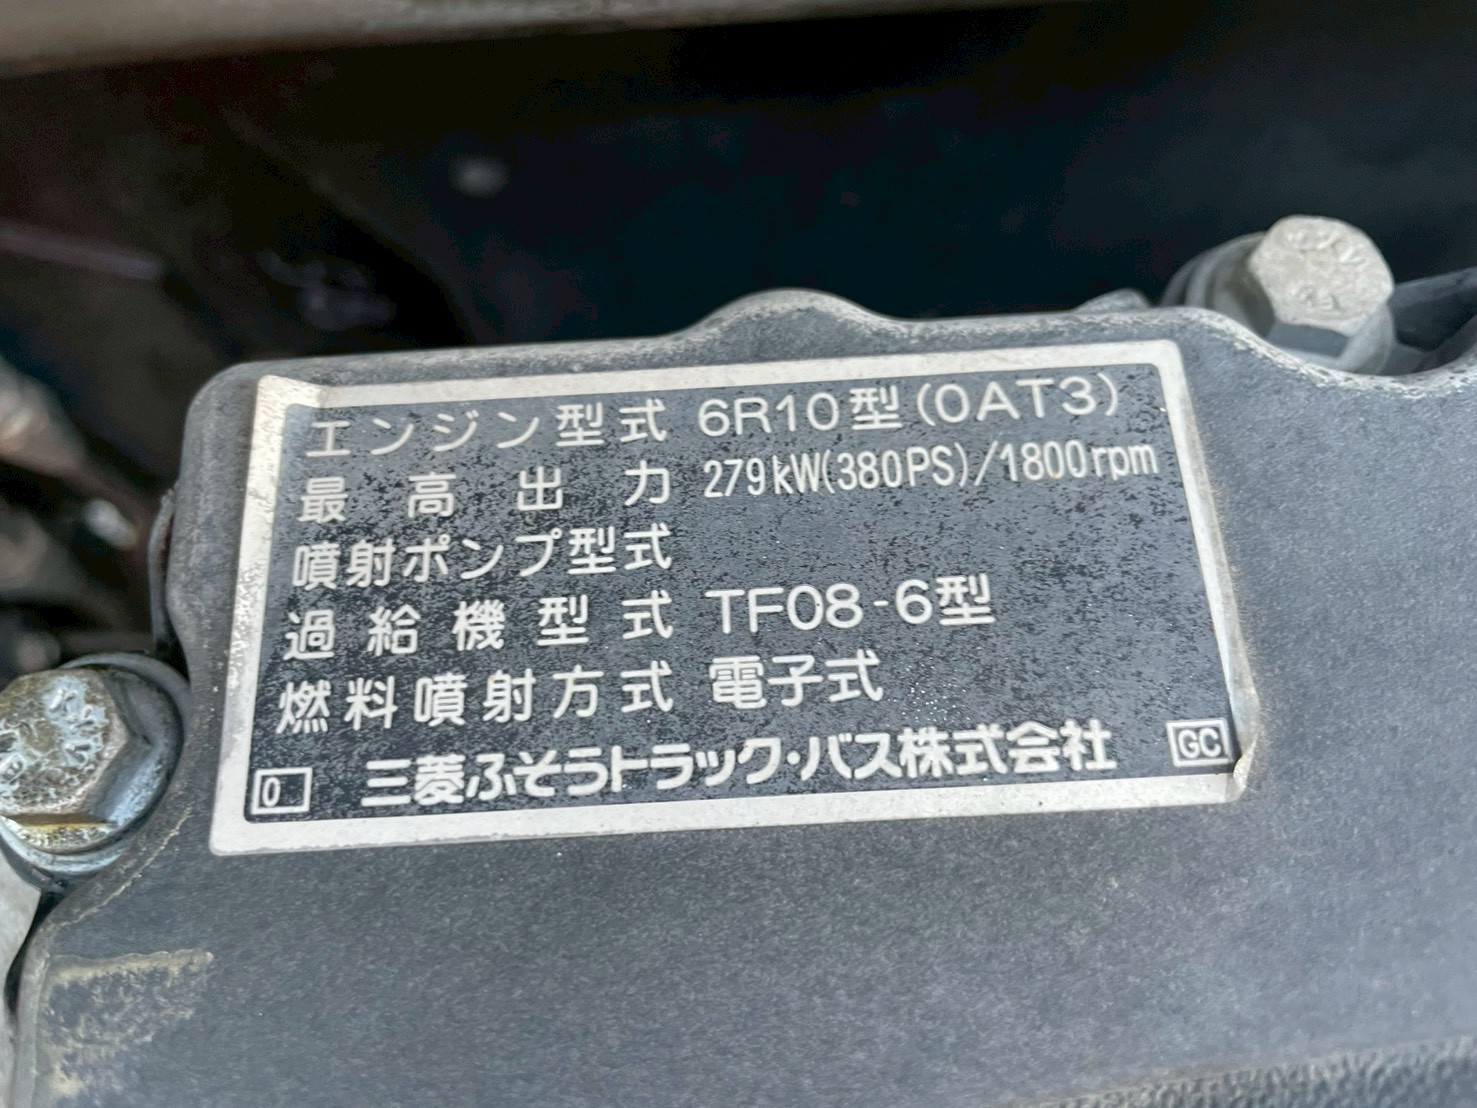 エンジン型式 6R10型(0AT3)
最高出力 279kW(380PS)/1800rpm
噴射ポンプ型式
過給機型式 TF08-6型
燃料噴射方式 電子式
0 三菱ふそうトラック・バス株式会社 GC